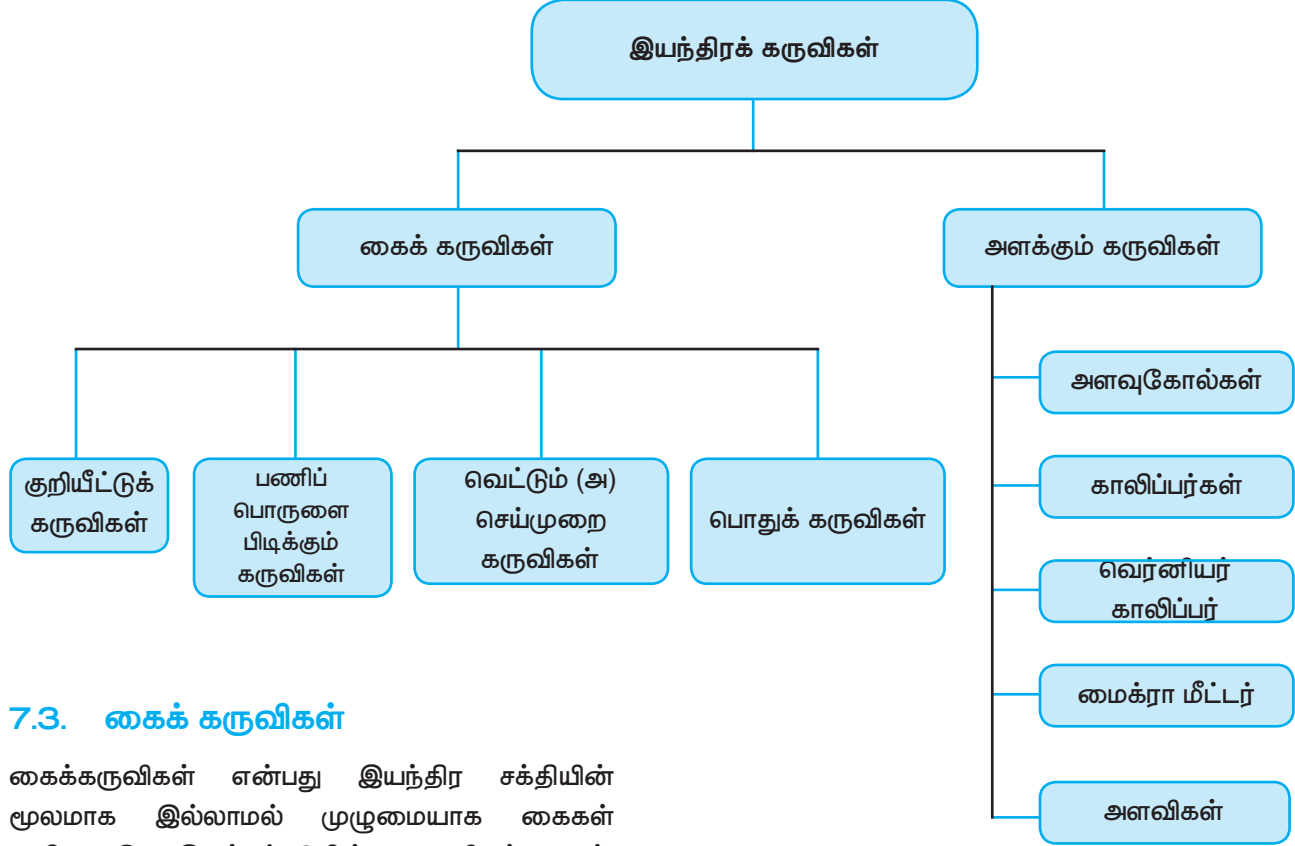 இயந்திரக் கருவிகள்
கைக் கருவிகள்
அளக்கும் கருவிகள்
குறியீட்டுக்
கருவிகள்
பணிப்
பொருளை
பிடிக்கும்
கருவிகள்
வெட்டும் (அ)
செய்முறை
கருவிகள்
பொதுக் கருவிகள்
அளவுகோல்கள்
காலிப்பர்கள்
வெர்னியர்
காலிப்பர்
மைக்ரா மீட்டர்
அளவிகள்
7.3. கைக் கருவிகள்
கைக்கருவிகள் என்பது இயந்திர சக்தியின்
மூலமாக இல்லாமல் முழுமையாக கைகள்